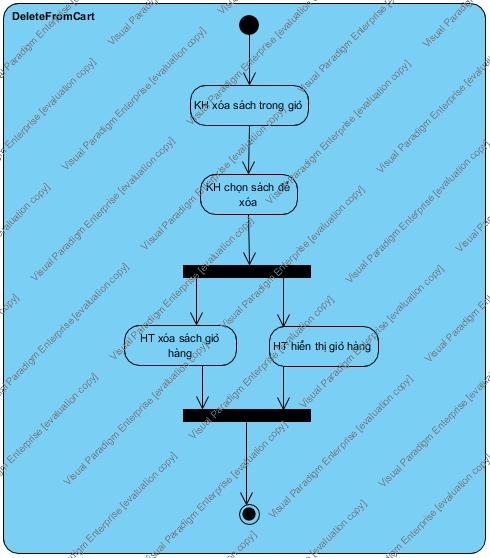 DeleteFromCart
KH xóa sách trong giỏ
KH chọn sách để
xóa
HT xóa sách giỏ
hàng
HT hiển thị giỏ hàng
Visual Paradigm Enterprise [evaluation copy]